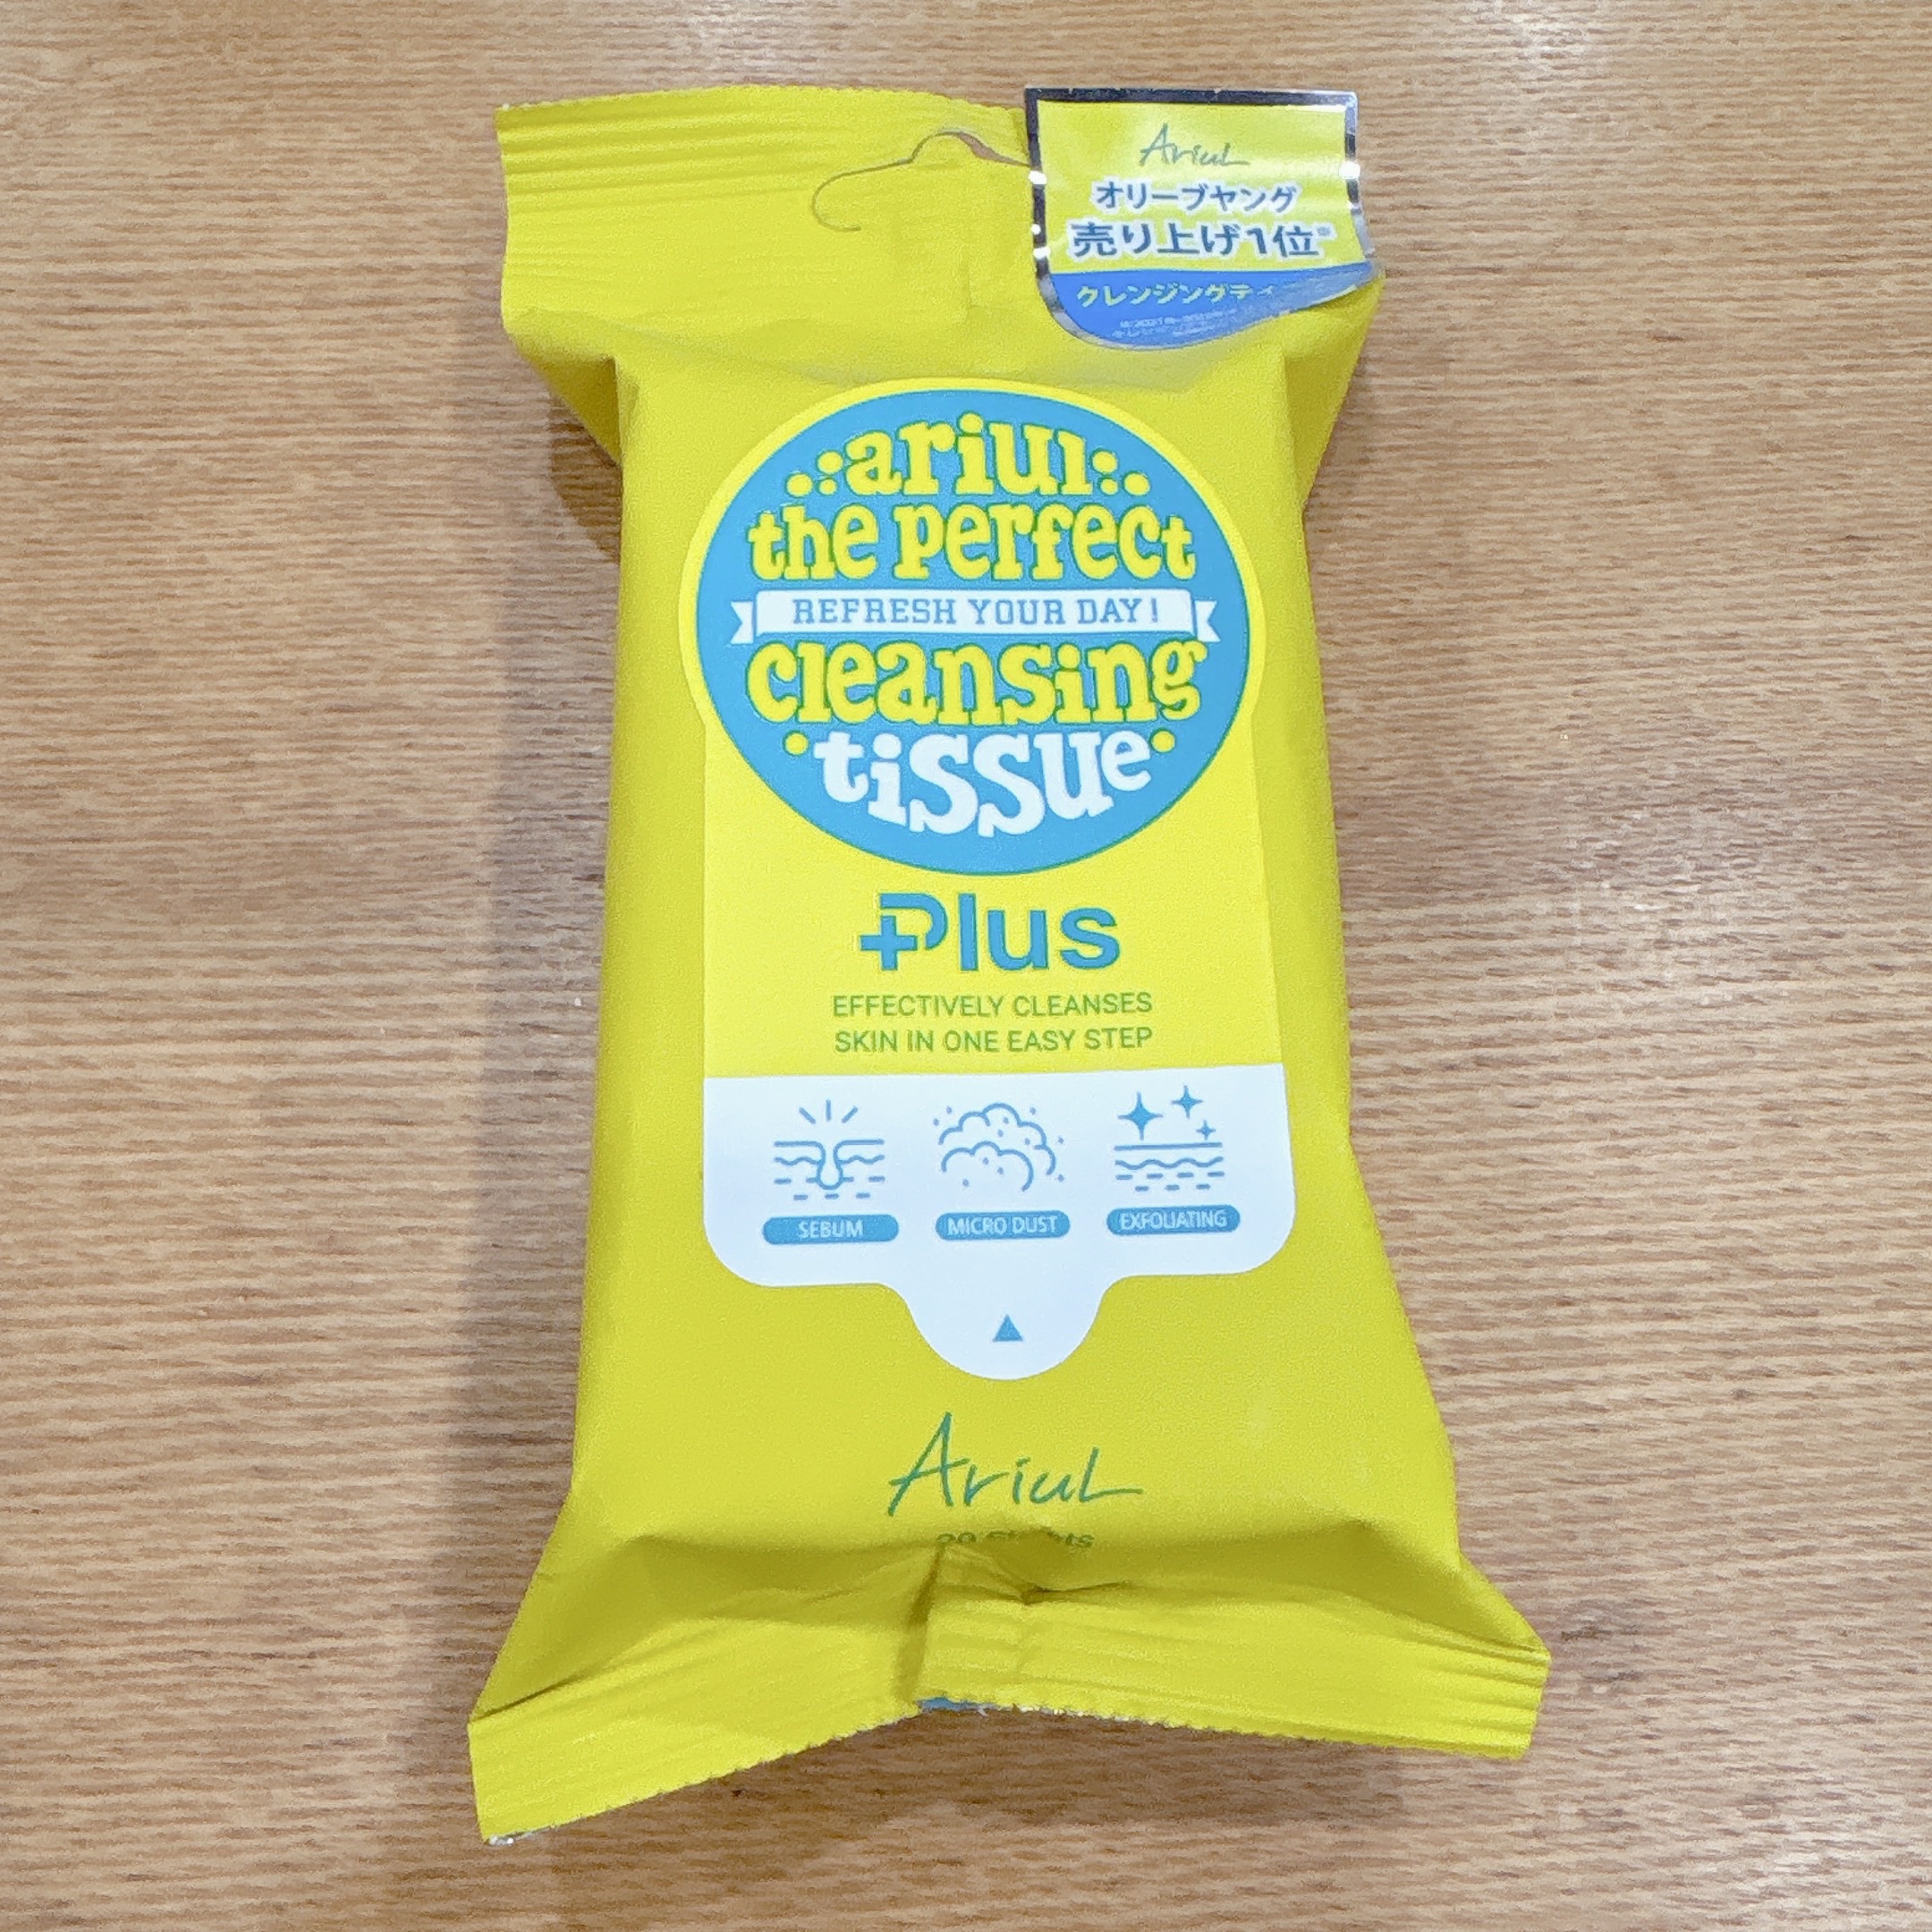 Ariul
オリーブヤング
売り上げ1位※
クレンジングティ
ariul
the perfect
REFRESH YOUR DAY!
cleansing
tissue
Plus
EFFECTIVELY CLEANSES
SKIN IN ONE EASY STEP
SEBUM
MICRO DUST
EXFOLIATING
Ariul